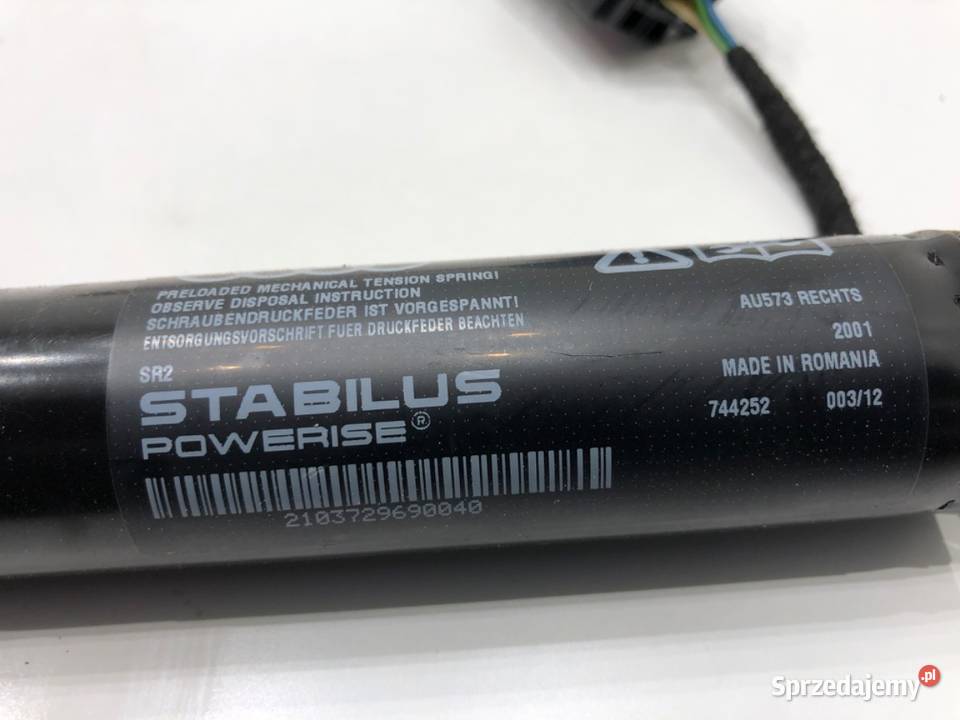 PRELOADED MECHANICAL TENSION SPRING!
OBSERVE DISPOSAL INSTRUCTION
SCHRAUBENDRUCKFEDER IST VORGESPANNT!
ENTSORGUNGSVORSCHRIFT FUER DRUCKFEDER BEACHTEN
SR2
STABILUS
POWERISE®
2103729690040
AU573 RECHTS
2001
MADE IN ROMANIA
744252 003/12
Sprzedajemy.pl